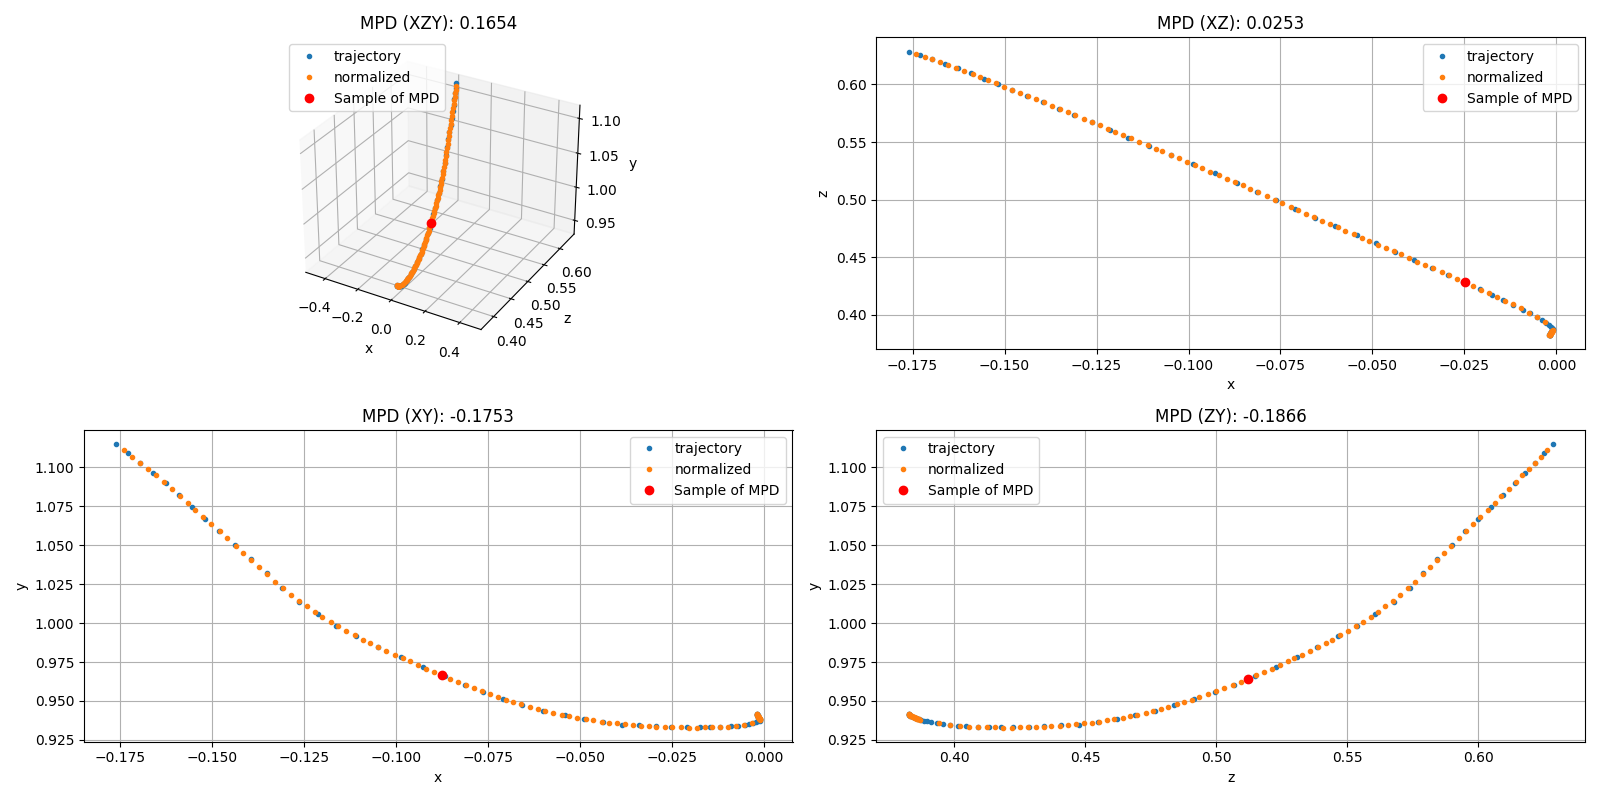 MPD (XZY): 0.1654
trajectory
normalized
Sample of MPD
1.10
1.05
1.00
0.95
y
−0.4
−0.2
0.0
0.2
0.4
x
0.40
0.45
0.50
0.55
0.60
z
MPD (XZ): 0.0253
trajectory
normalized
Sample of MPD
0.60
0.55
0.50
0.45
0.40
z
−0.175 −0.150 −0.125 −0.100 −0.075 −0.050 −0.025 0.000
x
MPD (XY): -0.1753
trajectory
normalized
Sample of MPD
1.100
1.075
1.050
1.025
1.000
0.975
0.950
0.925
y
−0.175 −0.150 −0.125 −0.100 −0.075 −0.050 −0.025 0.000
x
MPD (ZY): -0.1866
trajectory
normalized
Sample of MPD
1.100
1.075
1.050
1.025
1.000
0.975
0.950
0.925
y
0.40 0.45 0.50 0.55 0.60
z